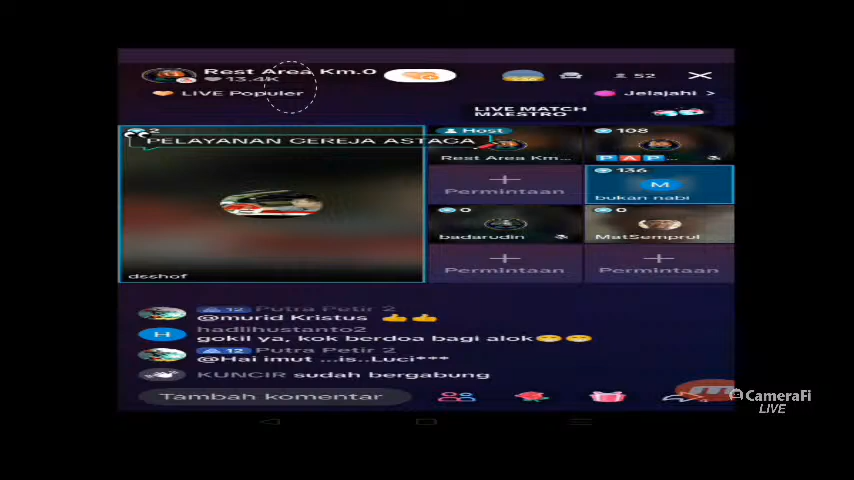 Rest Area Km.0
13.4K
52
LIVE Populer
Jelajahi >
LIVE MATCH
MAESTRO
2
PELAYANAN GEREJA ASTAGA
dsshof
Host
Rest Area Km...
108
P A P...
Permintaan
136
M
bukan nabi
0
badarudin
0
MatSemprul
Permintaan
Permintaan
12 Putra Petir 2
@murid Kristus 👍👍
H
hadlihustanto2
gokil ya, kok berdoa bagi alok😁😁
12 Putra Petir 2
@Hai imut ...is..Luci***
KUNCIR sudah bergabung
Tambah komentar
CameraFi
LIVE